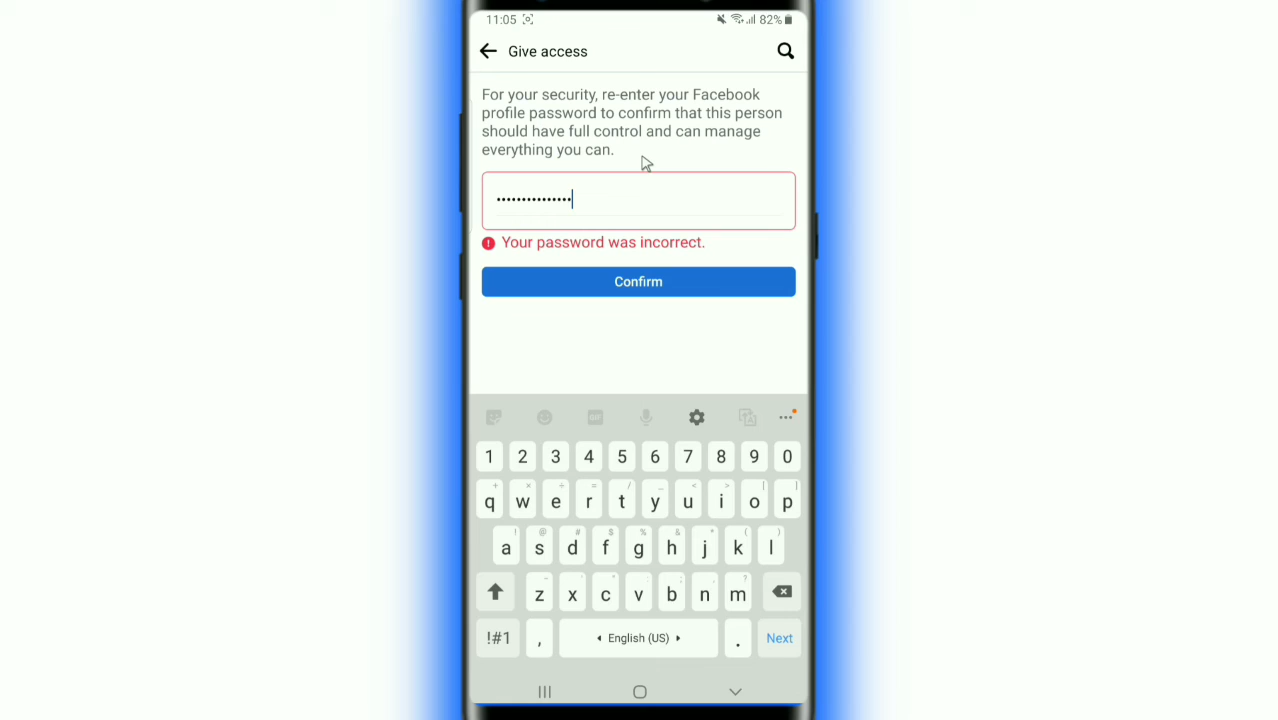 11:05 82%
Give access
For your security, re-enter your Facebook
profile password to confirm that this person
should have full control and can manage
everything you can.
•••••••••••••••
! Your password was incorrect.
Confirm
GIF
1 2 3 4 5 6 7 8 9 0
+ × ÷ = / _ < > [ ]
q w e r t y u i o p
! @ # $ % & * ( )
a s d f g h j k l
z x c v b n m
!#1 , English (US) . Next